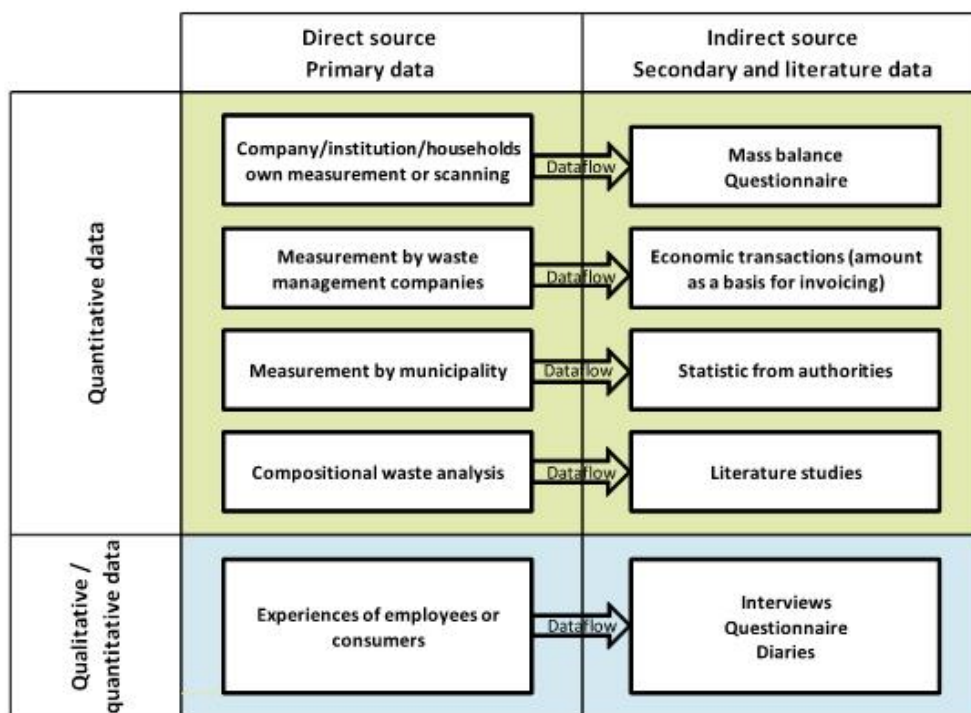 Direct source
Primary data
Indirect source
Secondary and literature data
Quantitative data
Company/institution/households
own measurement or scanning
Dataflow
Mass balance
Questionnaire
Measurement by waste
management companies
Dataflow
Economic transactions (amount
as a basis for invoicing)
Measurement by municipality
Dataflow
Statistic from authorities
Compositional waste analysis
Dataflow
Literature studies
Qualitative /
quantitative data
Experiences of employees or
consumers
Dataflow
Interviews
Questionnaire
Diaries